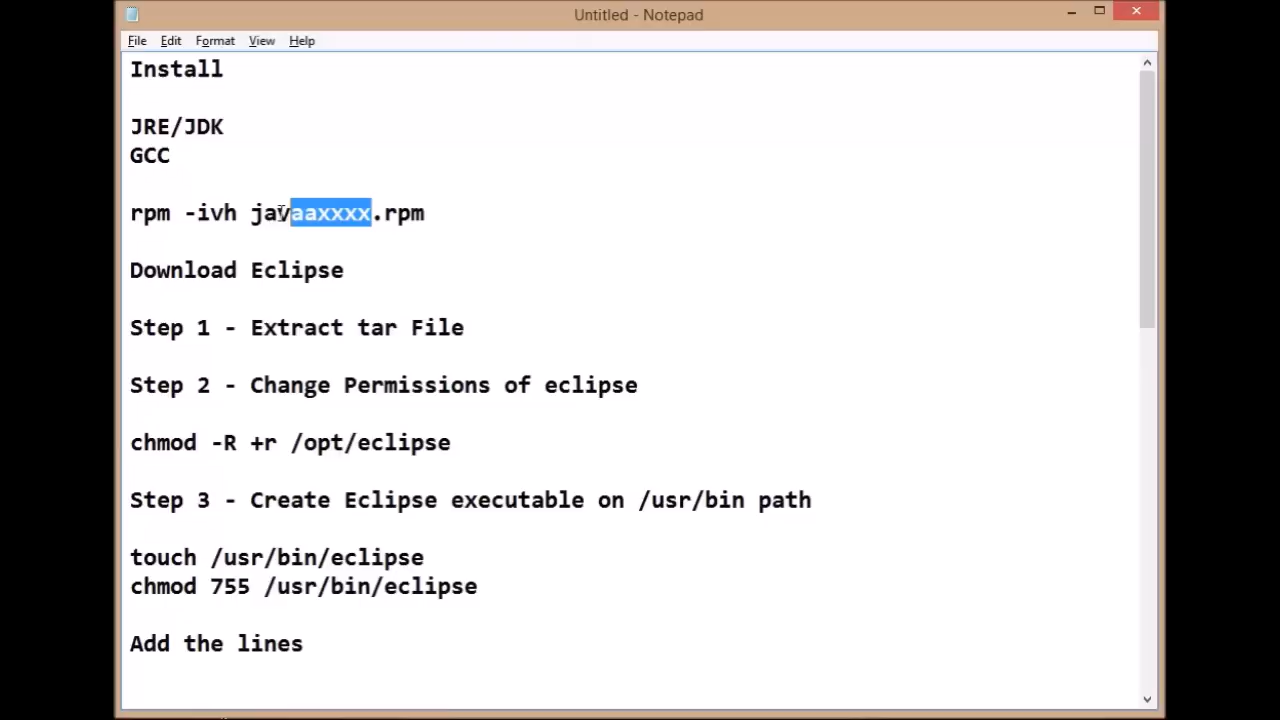 Untitled - Notepad
File Edit Format View Help
Install
JRE/JDK
GCC
rpm -ivh javaaxxxx.rpm
Download Eclipse
Step 1 - Extract tar File
Step 2 - Change Permissions of eclipse
chmod -R +r /opt/eclipse
Step 3 - Create Eclipse executable on /usr/bin path
touch /usr/bin/eclipse
chmod 755 /usr/bin/eclipse
Add the lines